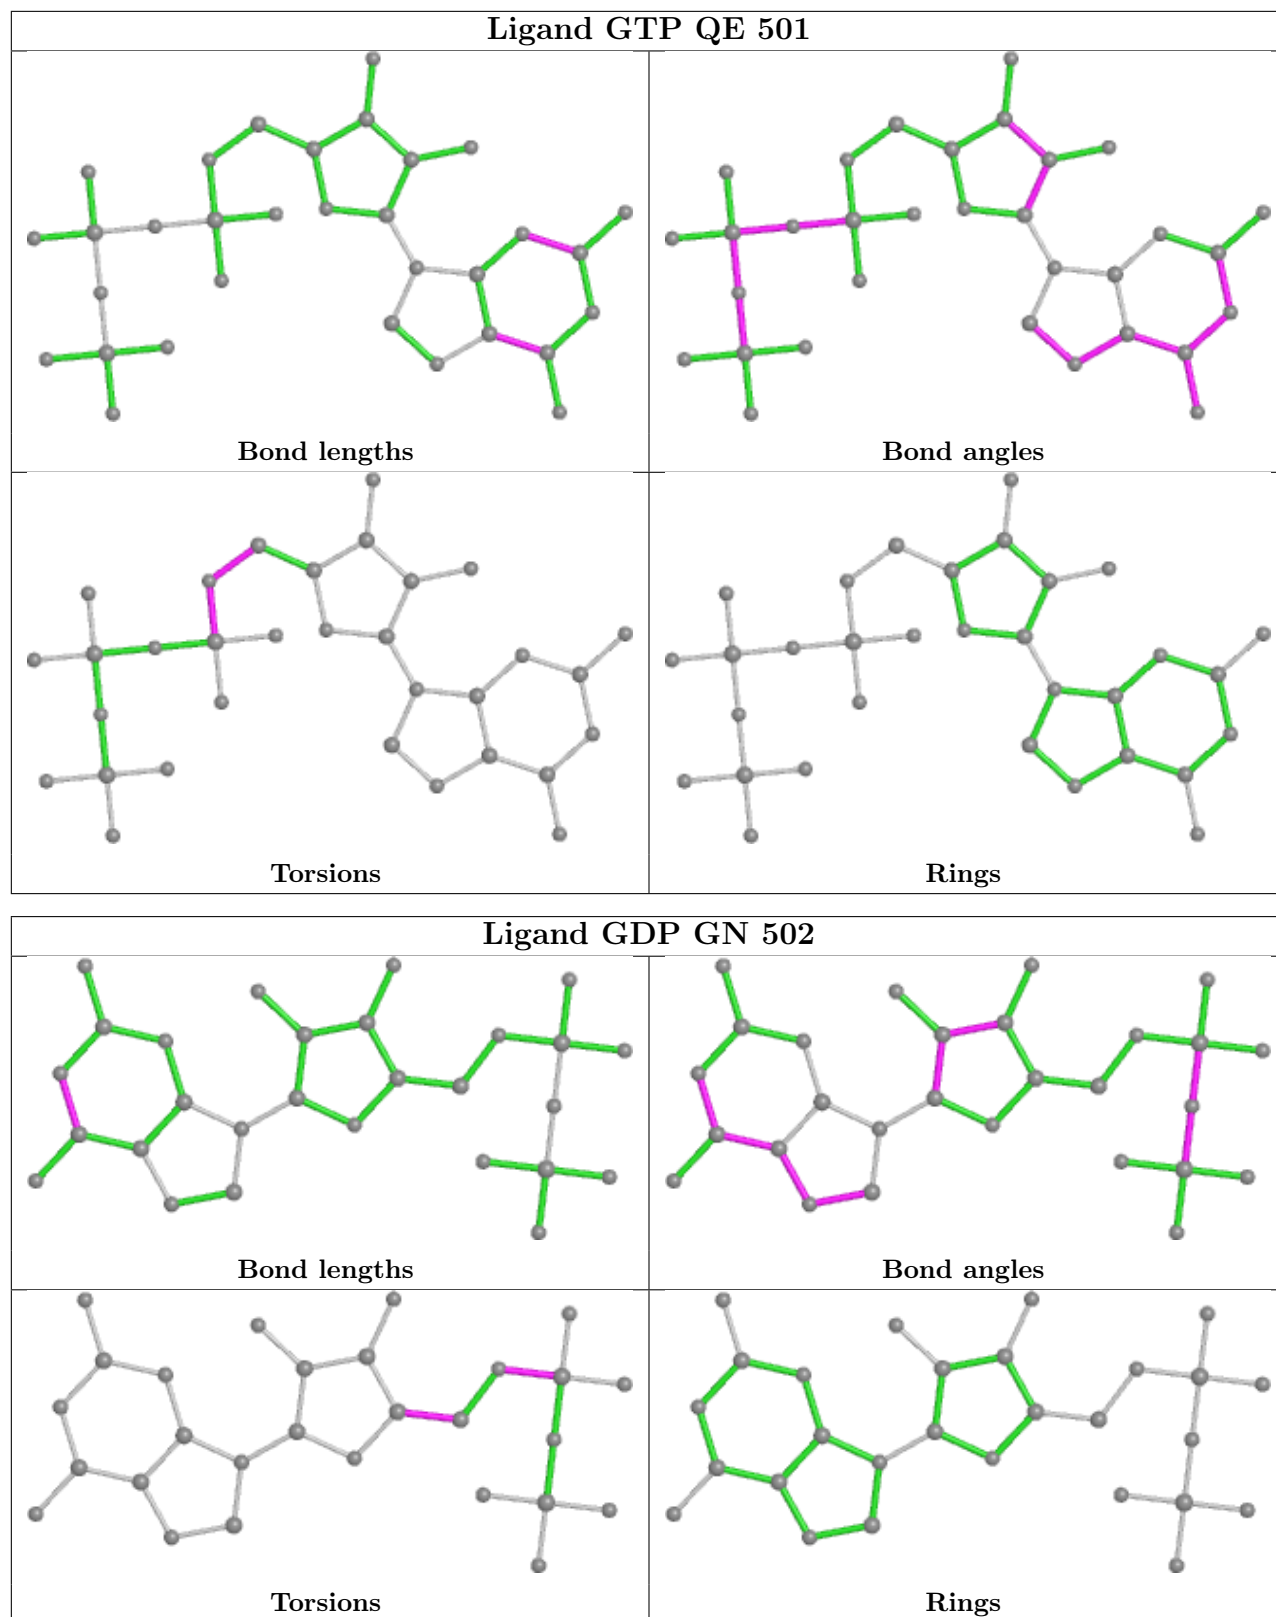 Ligand GTP QE 501
Bond lengths
Bond angles
Torsions
Rings
Ligand GDP GN 502
Bond lengths
Bond angles
Torsions
Rings